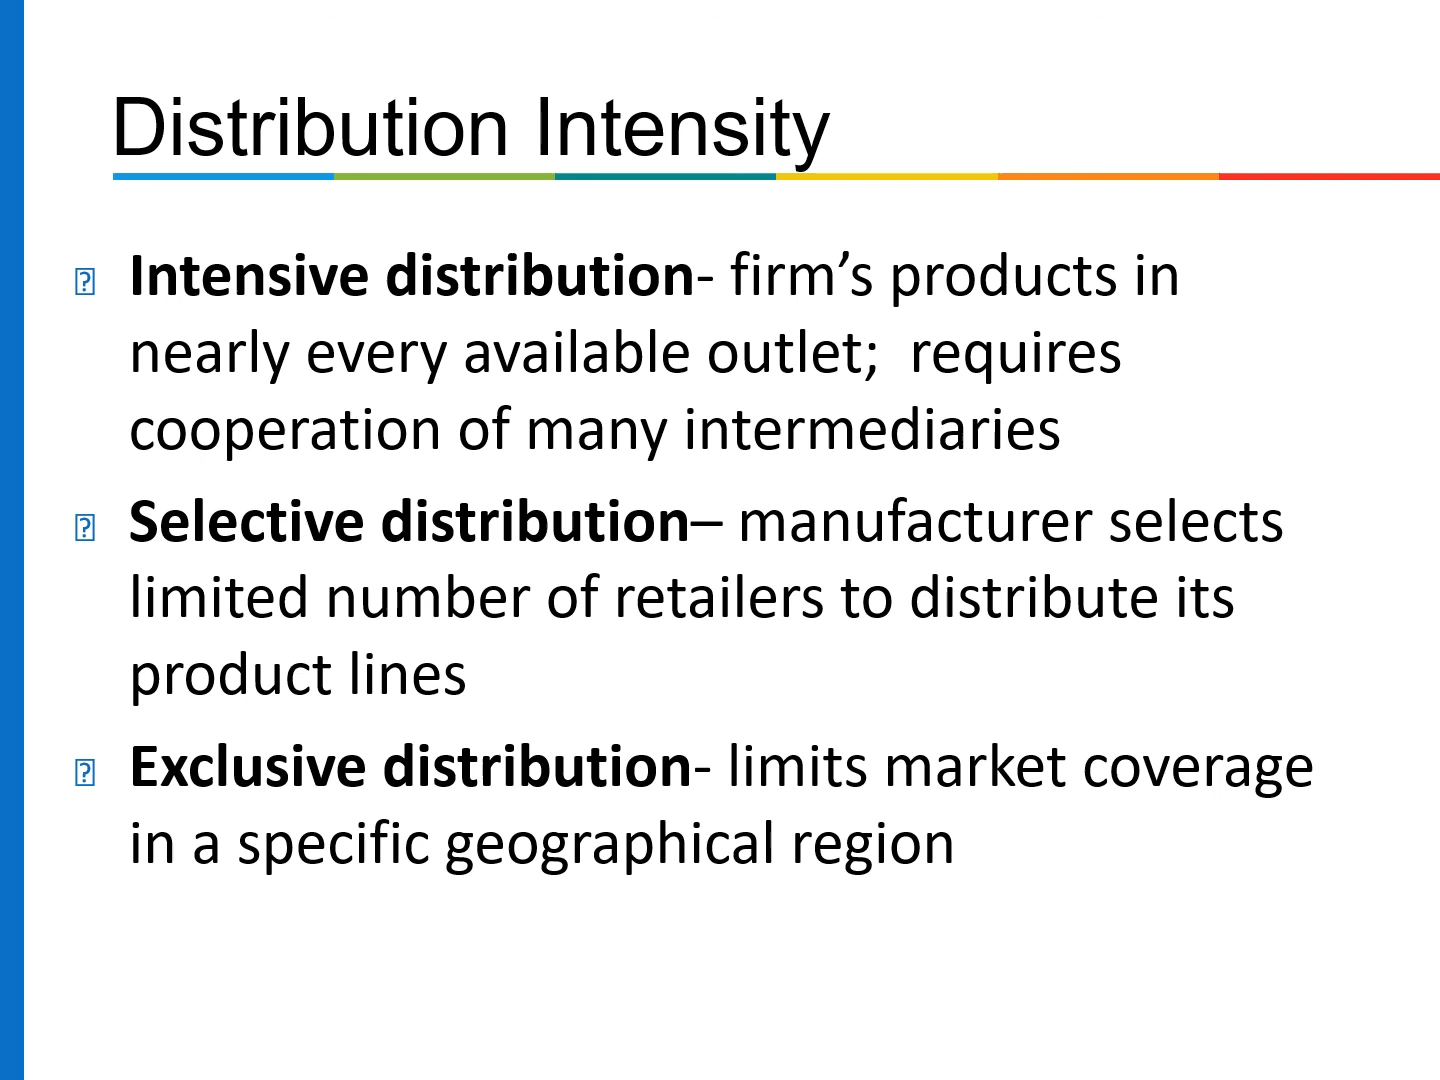 Distribution Intensity
Intensive distribution- firm’s products in
nearly every available outlet;  requires
cooperation of many intermediaries
Selective distribution– manufacturer selects
limited number of retailers to distribute its
product lines
Exclusive distribution- limits market coverage
in a specific geographical region